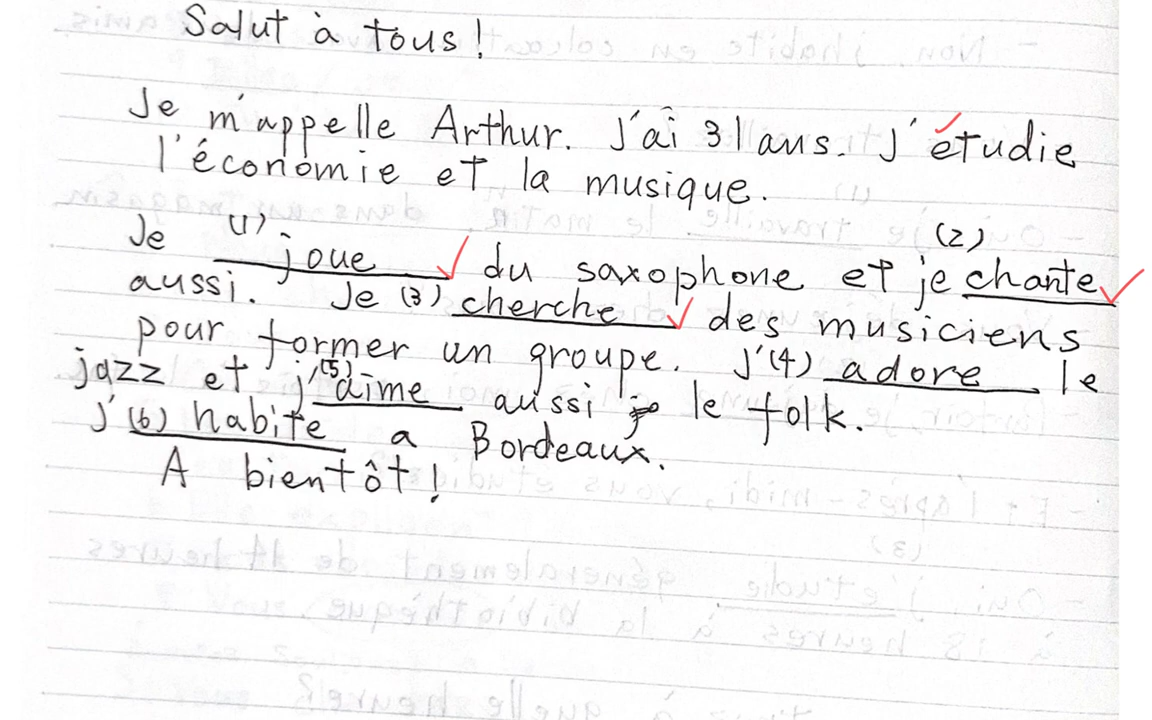 Salut à tous !
Je m'appelle Arthur. J'ai 31 ans. J'étudie
l'économie et la musique.
Je (1) joue du saxophone et je (2) chante
aussi. Je (3) cherche des musiciens
pour former un groupe. J'(4) adore le
jazz et j'(5) aime aussi le folk.
J'(6) habite a Bordeaux.
A bientôt !